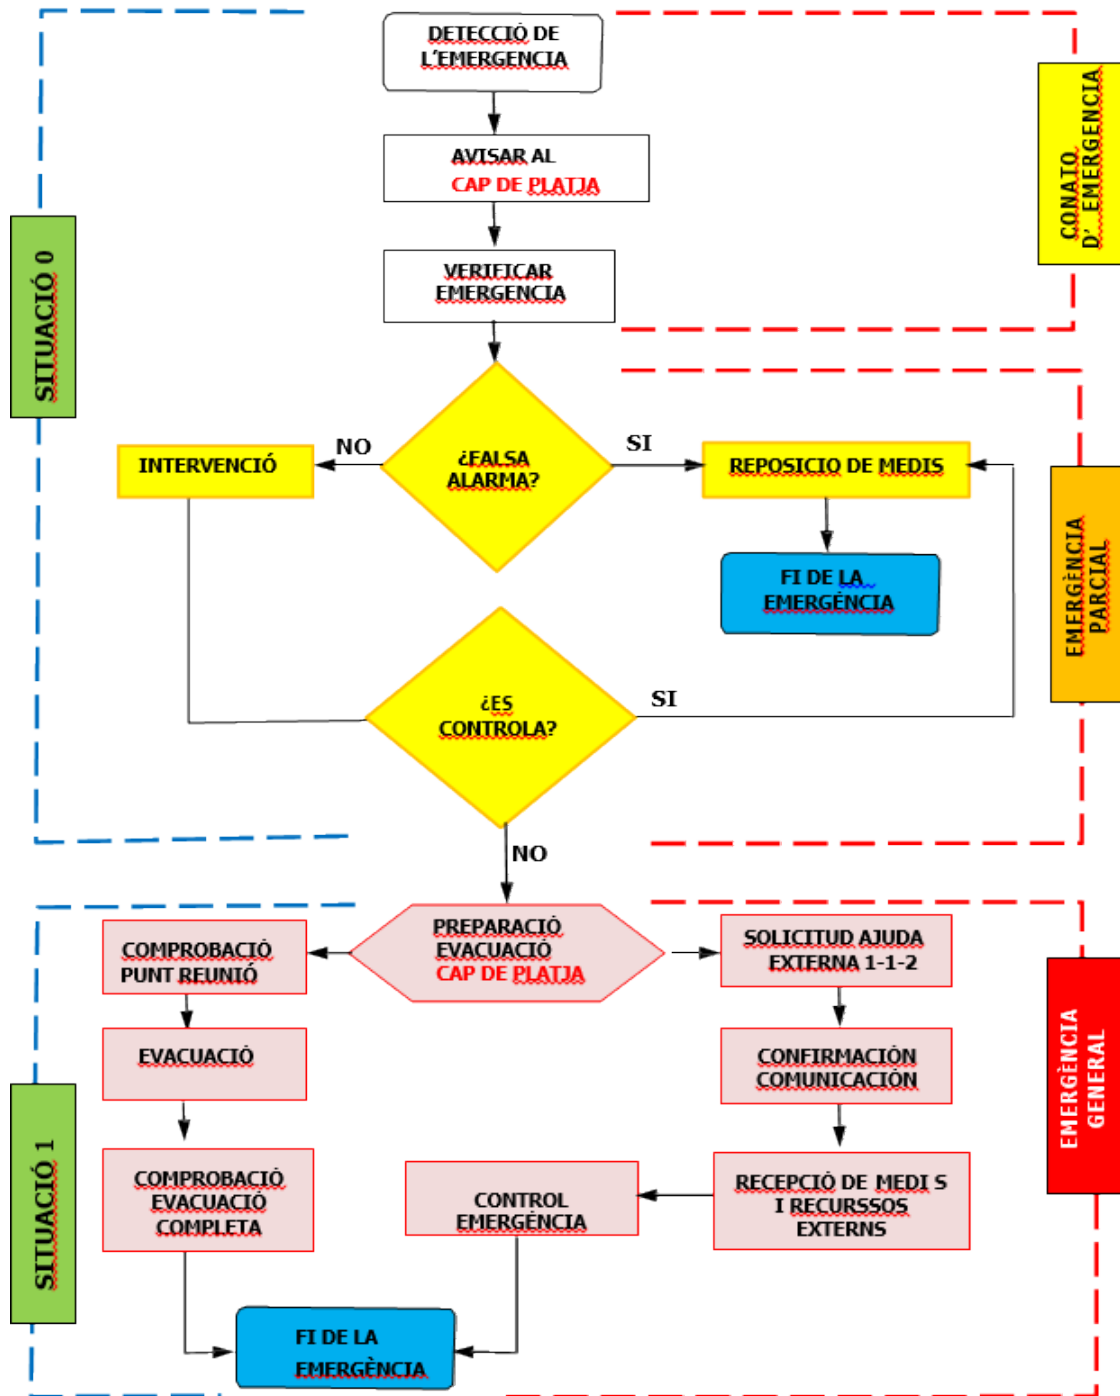 DETECCIÓ DE
L'EMERGENCIA
AVISAR AL
CAP DE PLATJA
VERIFICAR
EMERGENCIA
CONATO
D' EMERGENCIA
SITUACIÓ 0
¿FALSA
ALARMA?
NO
SI
INTERVENCIÓ
REPOSICIO DE MEDIS
FI DE LA
EMERGÉNCIA
EMERGÈNCIA
PARCIAL
¿ES
CONTROLA?
SI
NO
PREPARACIÓ
EVACUACIÓ
CAP DE PLATJA
COMPROBACIÓ
PUNT REUNIÓ
SOLICITUD AJUDA
EXTERNA 1-1-2
EVACUACIÓ
CONFIRMACIÓN
COMUNICACIÓN
EMERGÈNCIA
GENERAL
SITUACIÓ 1
COMPROBACIÓ
EVACUACIÓ
COMPLETA
CONTROL
EMERGÈNCIA
RECEPCIÓ DE MEDI S
I RECURSSOS
EXTERNS
FI DE LA
EMERGÈNCIA